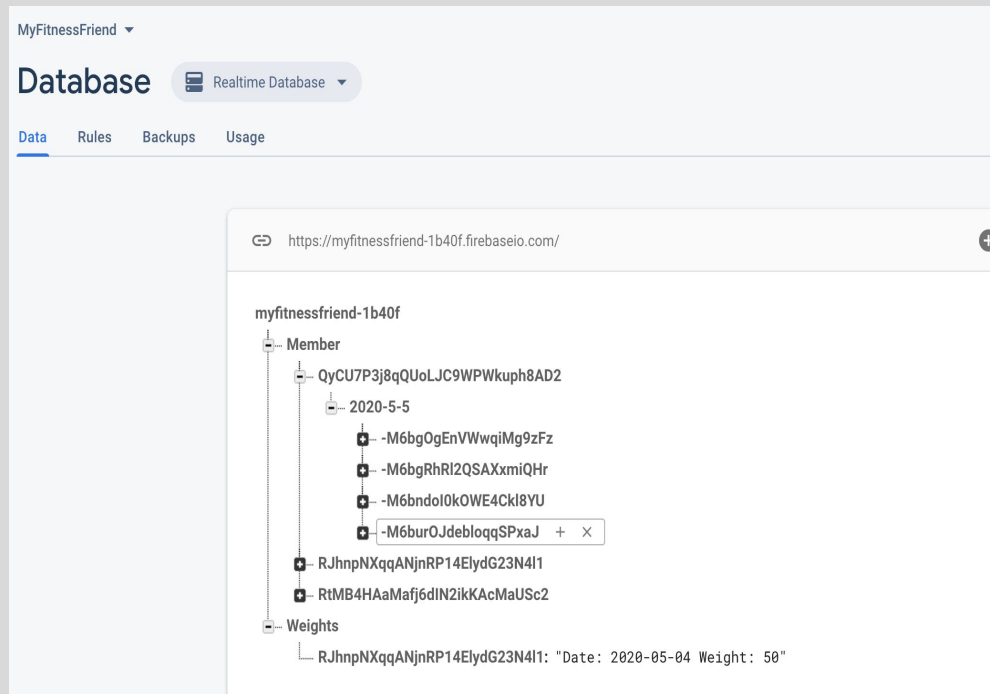 MyFitnessFriend
Database
Realtime Database
Data Rules Backups Usage
https://myfitnessfriend-1b40f.firebaseio.com/
myfitnessfriend-1b40f
Member
QyCU7P3j8qQUoLJC9WPWkuph8AD2
2020-5-5
-M6bgOgEnVWwqiMg9zFz
-M6bgRhRl2QSAXxmiQHr
-M6bndoI0kOWE4Ckl8YU
-M6burOJdebloqqSPxaJ
RJhnpNXqqANjnRP14ElydG23N4l1
RtMB4HAaMafj6dIN2ikKAcMaUSc2
Weights
RJhnpNXqqANjnRP14ElydG23N4l1: "Date: 2020-05-04 Weight: 50"